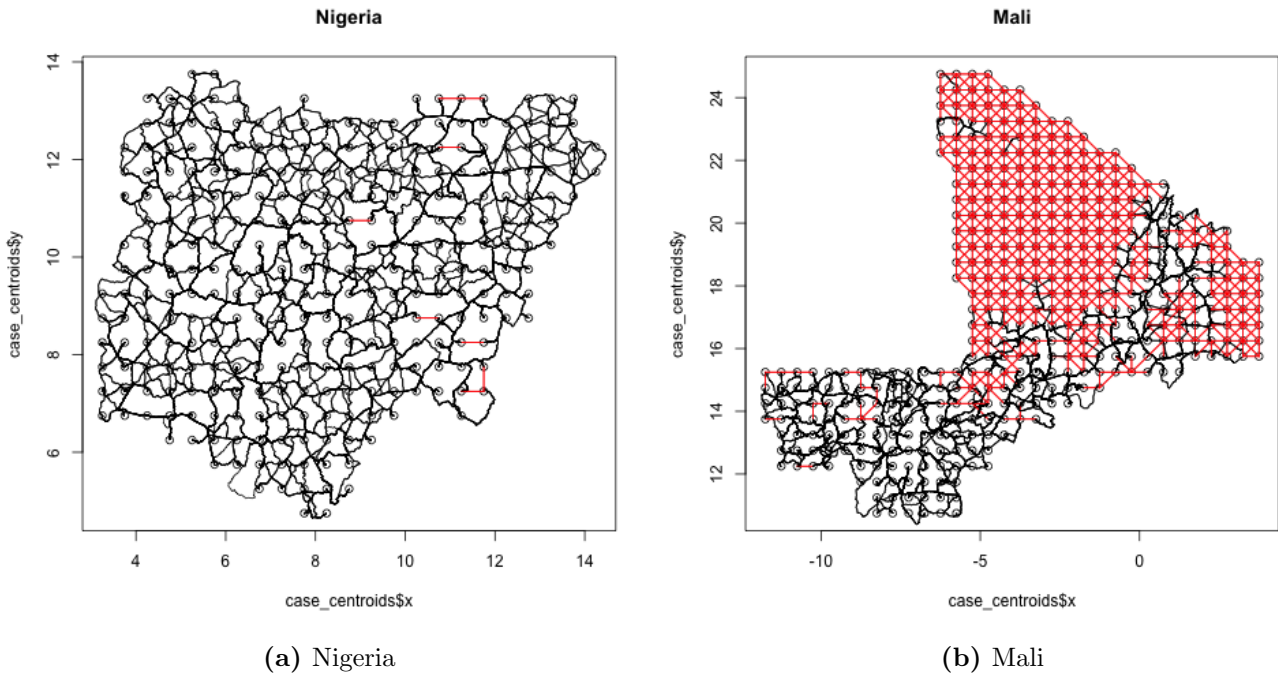 Nigeria
case_centroids$y
14
12
10
8
6
4 6 8 10 12 14
case_centroids$x
(a) Nigeria
Mali
case_centroids$y
24
22
20
18
16
14
12
-10 -5 0
case_centroids$x
(b) Mali